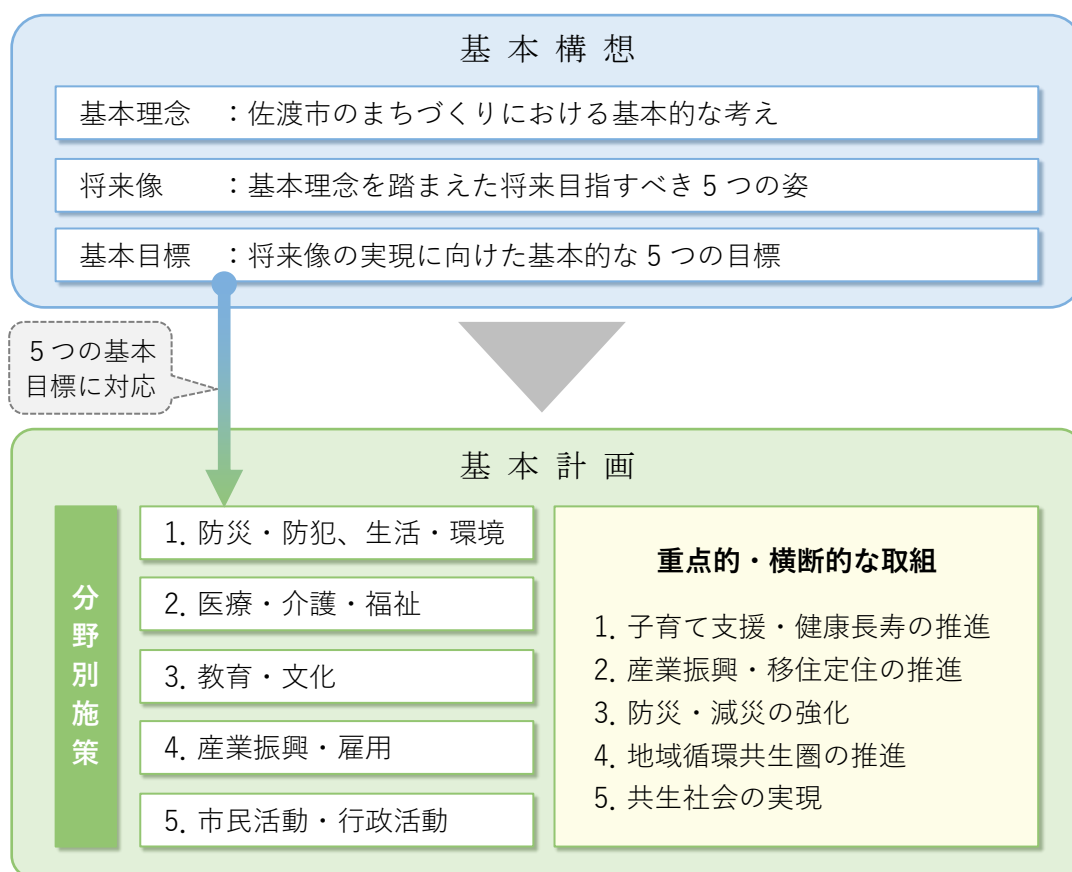 基本構想
基本理念　：佐渡市のまちづくりにおける基本的な考え
将来像　　：基本理念を踏まえた将来目指すべき 5 つの姿
基本目標　：将来像の実現に向けた基本的な 5 つの目標
5 つの基本
目標に対応
基本計画
分野別施策
1. 防災・防犯、生活・環境
2. 医療・介護・福祉
3. 教育・文化
4. 産業振興・雇用
5. 市民活動・行政活動
重点的・横断的な取組
1. 子育て支援・健康長寿の推進
2. 産業振興・移住定住の推進
3. 防災・減災の強化
4. 地域循環共生圏の推進
5. 共生社会の実現